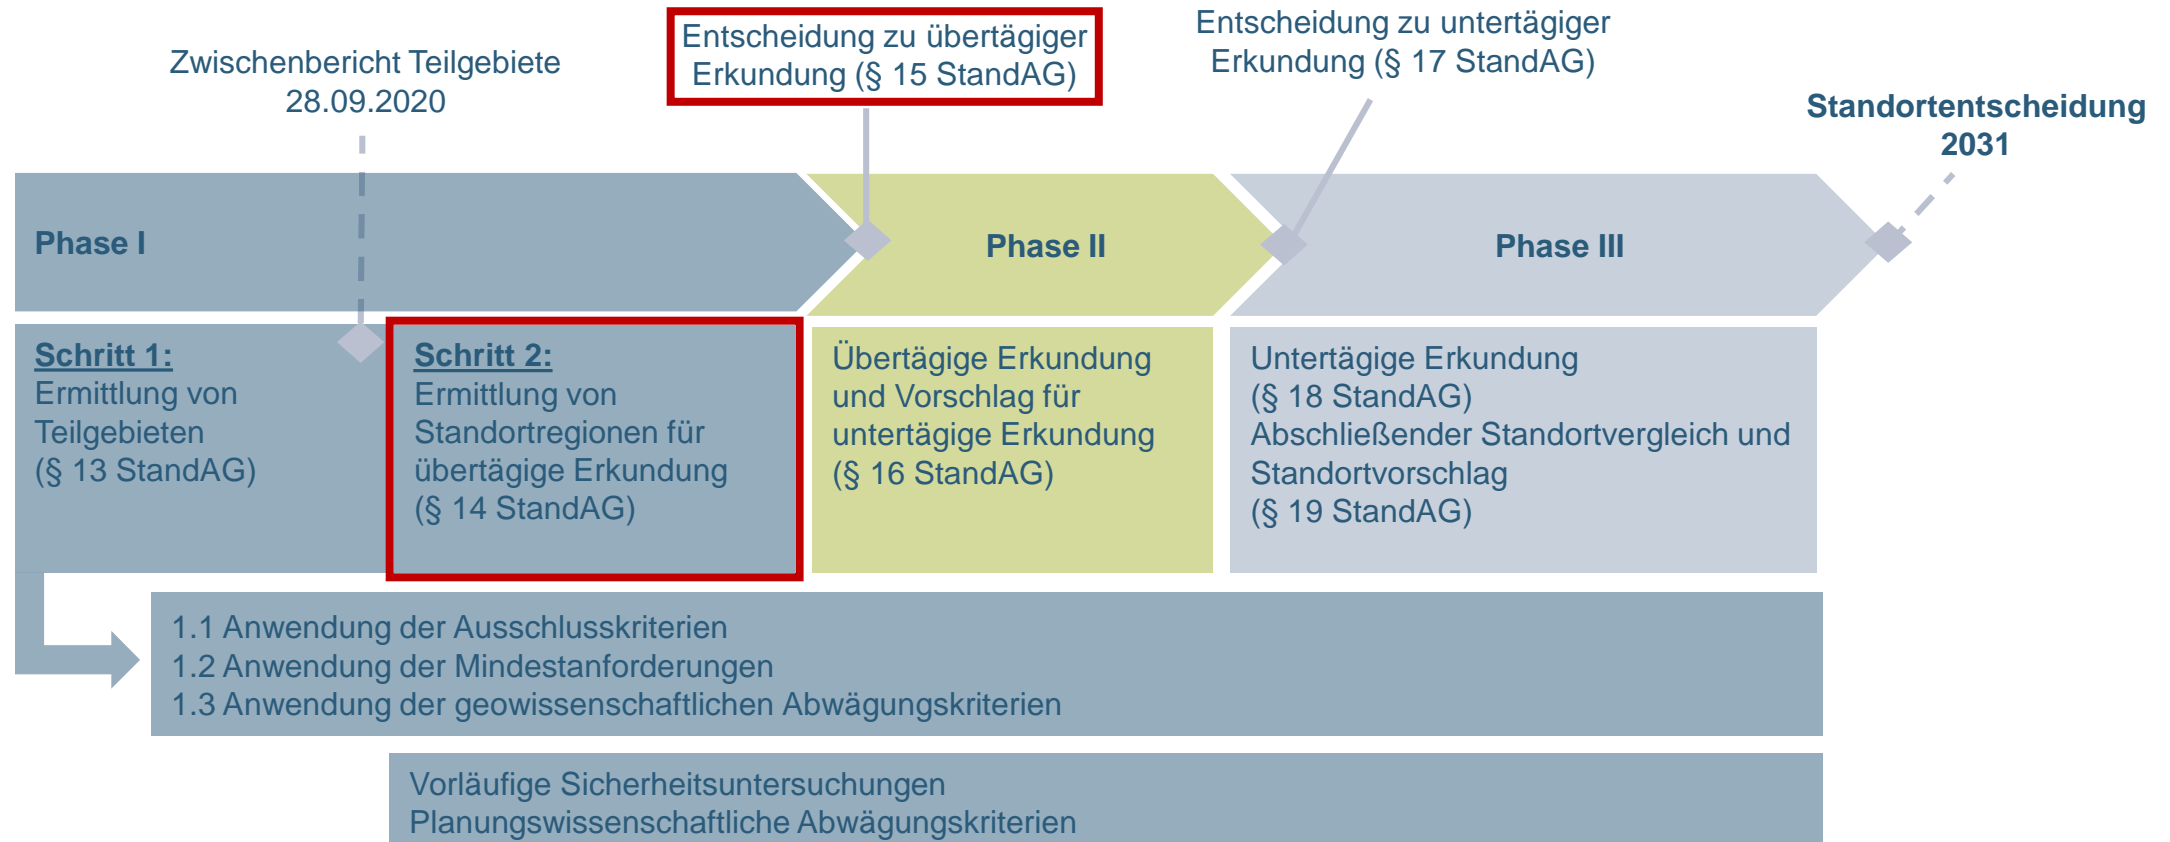 Zwischenbericht Teilgebiete
28.09.2020
Entscheidung zu übertägiger
Erkundung (§ 15 StandAG)
Entscheidung zu untertägiger
Erkundung (§ 17 StandAG)
Standortentscheidung
2031
Phase I
Phase II
Phase III
Schritt 1:
Ermittlung von
Teilgebieten
(§ 13 StandAG)
Schritt 2:
Ermittlung von
Standortregionen für
übertägige Erkundung
(§ 14 StandAG)
Übertägige Erkundung
und Vorschlag für
untertägige Erkundung
(§ 16 StandAG)
Untertägige Erkundung
(§ 18 StandAG)
Abschließender Standortvergleich und
Standortvorschlag
(§ 19 StandAG)
1.1 Anwendung der Ausschlusskriterien
1.2 Anwendung der Mindestanforderungen
1.3 Anwendung der geowissenschaftlichen Abwägungskriterien
Vorläufige Sicherheitsuntersuchungen
Planungswissenschaftliche Abwägungskriterien